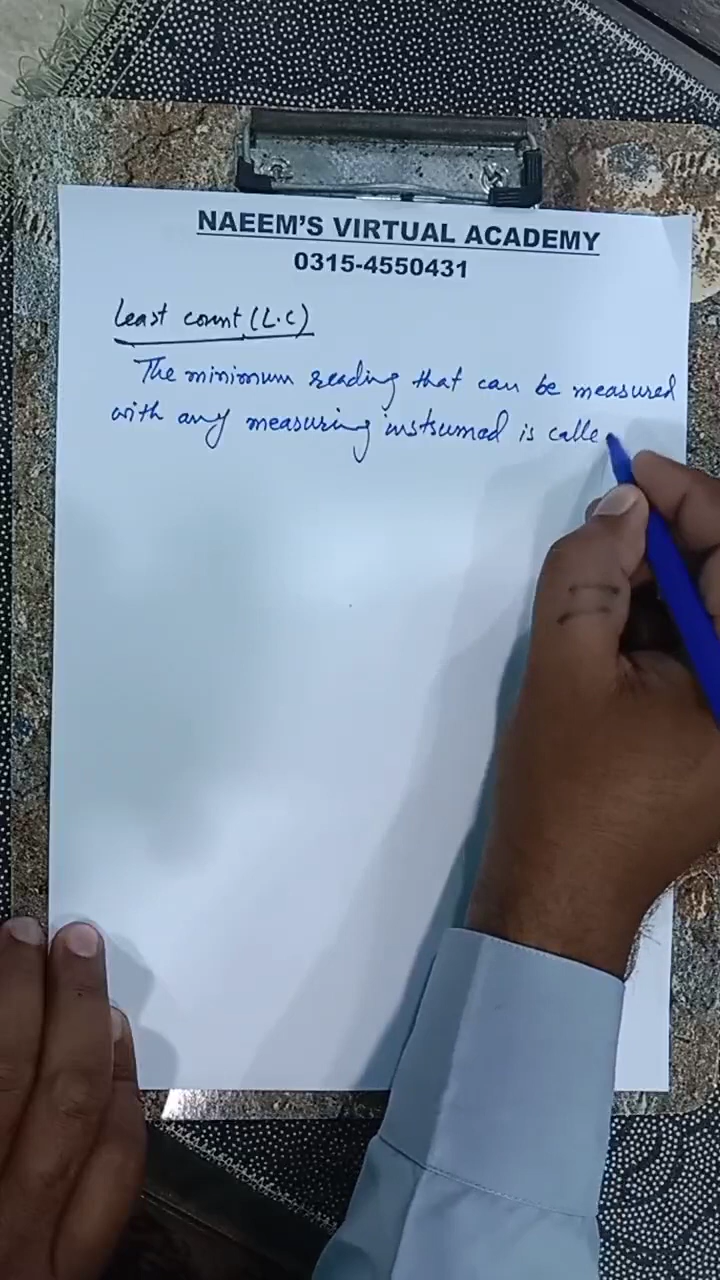 NAEEM'S VIRTUAL ACADEMY
0315-4550431
Least count (L.C)
The minimum reading that can be measured
with any measuring instsumed is calle